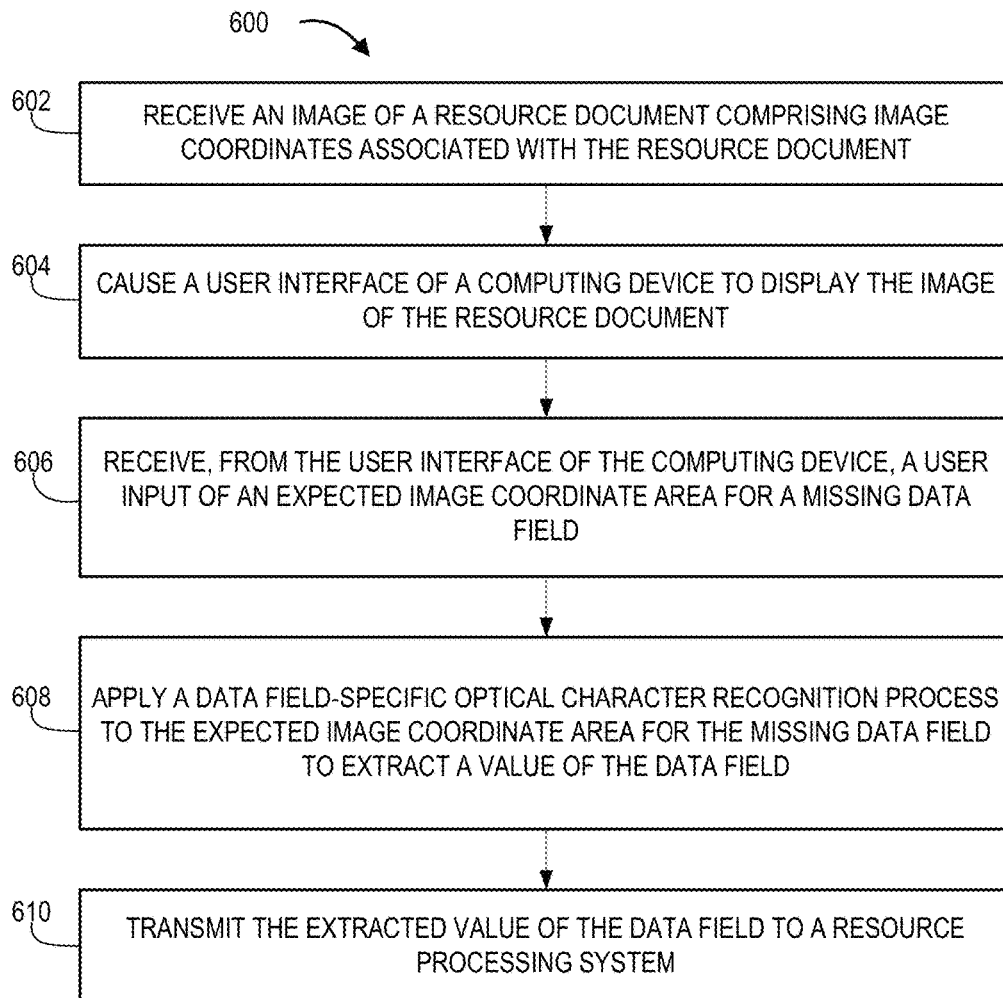 600
602
RECEIVE AN IMAGE OF A RESOURCE DOCUMENT COMPRISING IMAGE
COORDINATES ASSOCIATED WITH THE RESOURCE DOCUMENT
604
CAUSE A USER INTERFACE OF A COMPUTING DEVICE TO DISPLAY THE IMAGE
OF THE RESOURCE DOCUMENT
606
RECEIVE, FROM THE USER INTERFACE OF THE COMPUTING DEVICE, A USER
INPUT OF AN EXPECTED IMAGE COORDINATE AREA FOR A MISSING DATA
FIELD
608
APPLY A DATA FIELD-SPECIFIC OPTICAL CHARACTER RECOGNITION PROCESS
TO THE EXPECTED IMAGE COORDINATE AREA FOR THE MISSING DATA FIELD
TO EXTRACT A VALUE OF THE DATA FIELD
610
TRANSMIT THE EXTRACTED VALUE OF THE DATA FIELD TO A RESOURCE
PROCESSING SYSTEM